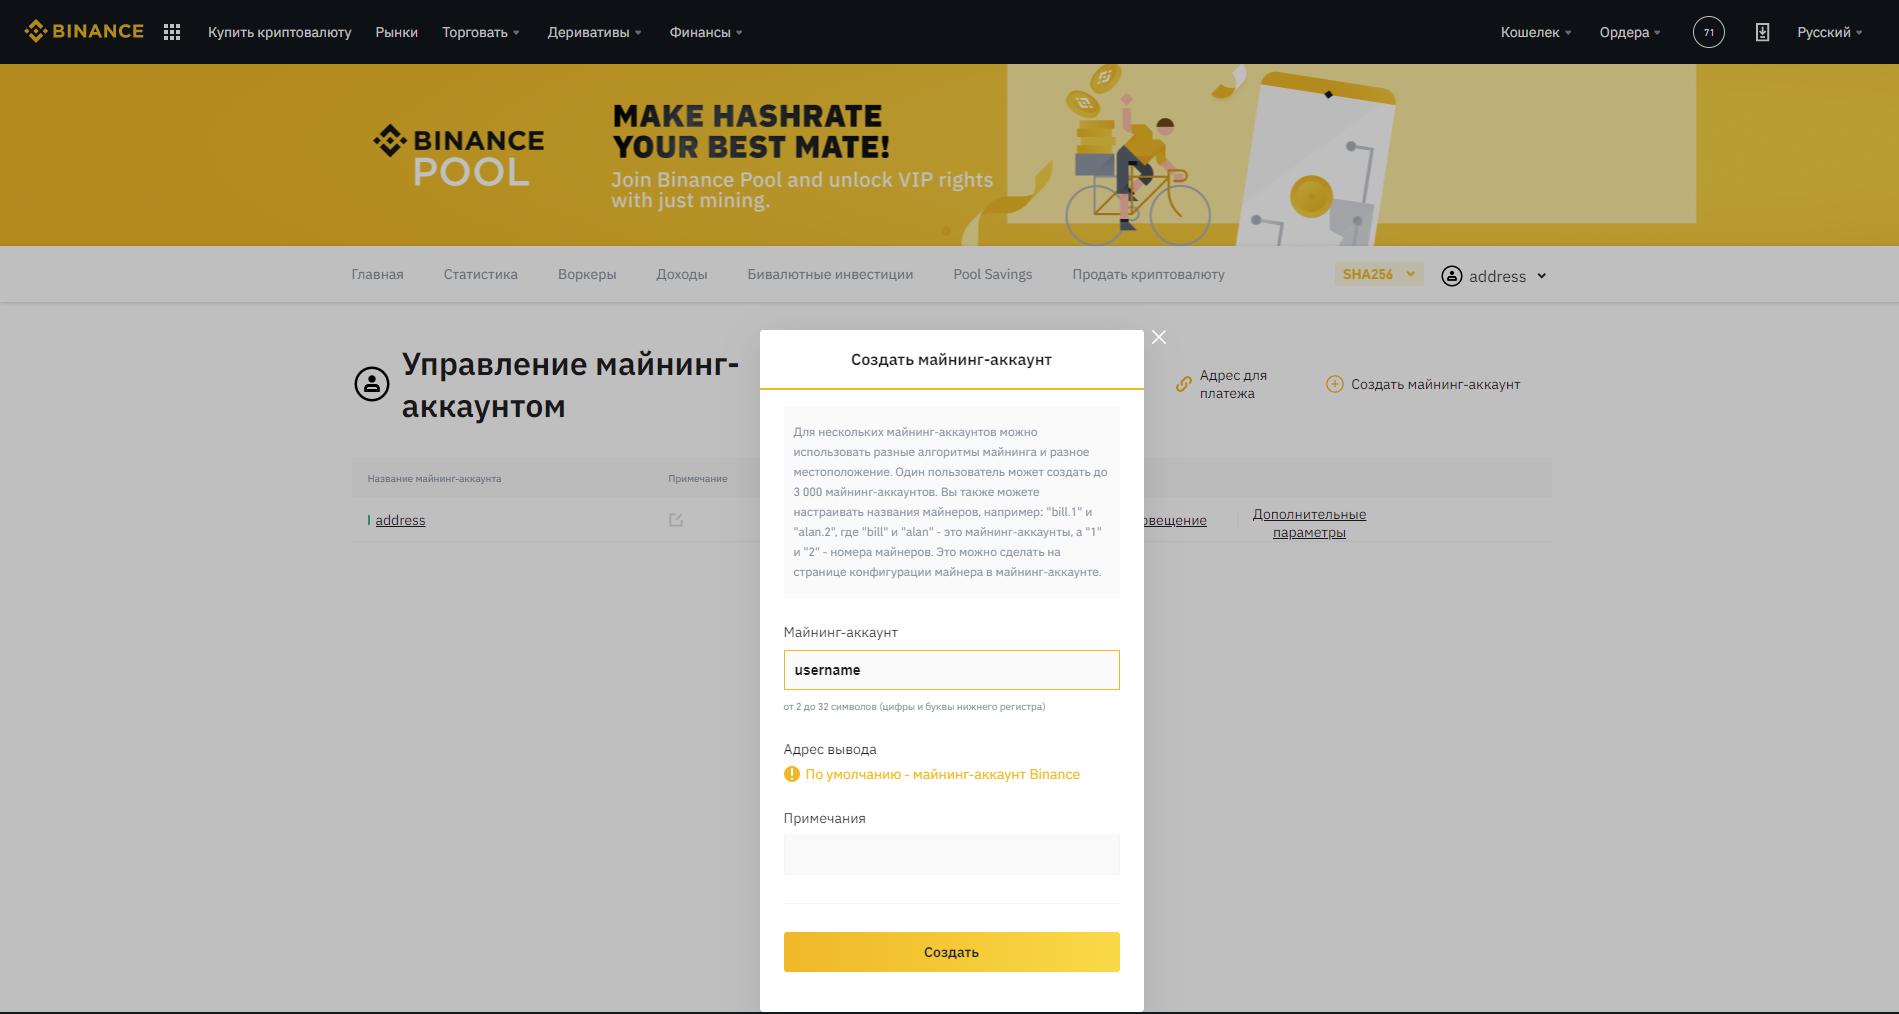 BINANCE
Купить криптовалюту
Рынки
Торговать
Деривативы
Финансы
Кошелек
Ордера
71
Русский
BINANCE
POOL
MAKE HASHRATE
YOUR BEST MATE!
Join Binance Pool and unlock VIP rights
with just mining.
Главная
Статистика
Воркеры
Доходы
Бивалютные инвестиции
Pool Savings
Продать криптовалюту
SHA256
address
Управление майнинг-
аккаунтом
Адрес для
платежа
Создать майнинг-аккаунт
Название майнинг-аккаунта
Примечание
address
овещение
Дополнительные
параметры
Создать майнинг-аккаунт
Для нескольких майнинг-аккаунтов можно
использовать разные алгоритмы майнинга и разное
местоположение. Один пользователь может создать до
3 000 майнинг-аккаунтов. Вы также можете
настраивать названия майнеров, например: "bill.1" и
"alan.2", где "bill" и "alan" - это майнинг-аккаунты, а "1"
и "2" - номера майнеров. Это можно сделать на
странице конфигурации майнера в майнинг-аккаунте.
Майнинг-аккаунт
username
от 2 до 32 символов (цифры и буквы нижнего регистра)
Адрес вывода
По умолчанию - майнинг-аккаунт Binance
Примечания
Создать